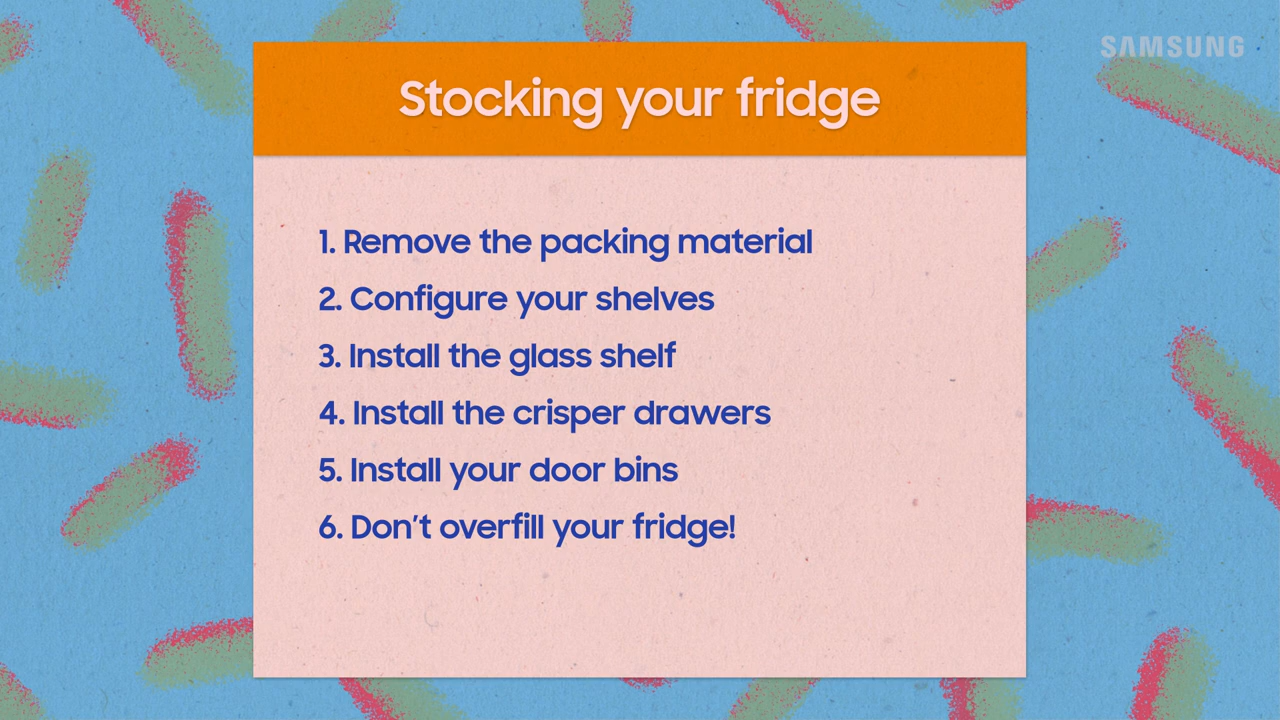 SAMSUNG
Stocking your fridge
1. Remove the packing material
2. Configure your shelves
3. Install the glass shelf
4. Install the crisper drawers
5. Install your door bins
6. Don't overfill your fridge!